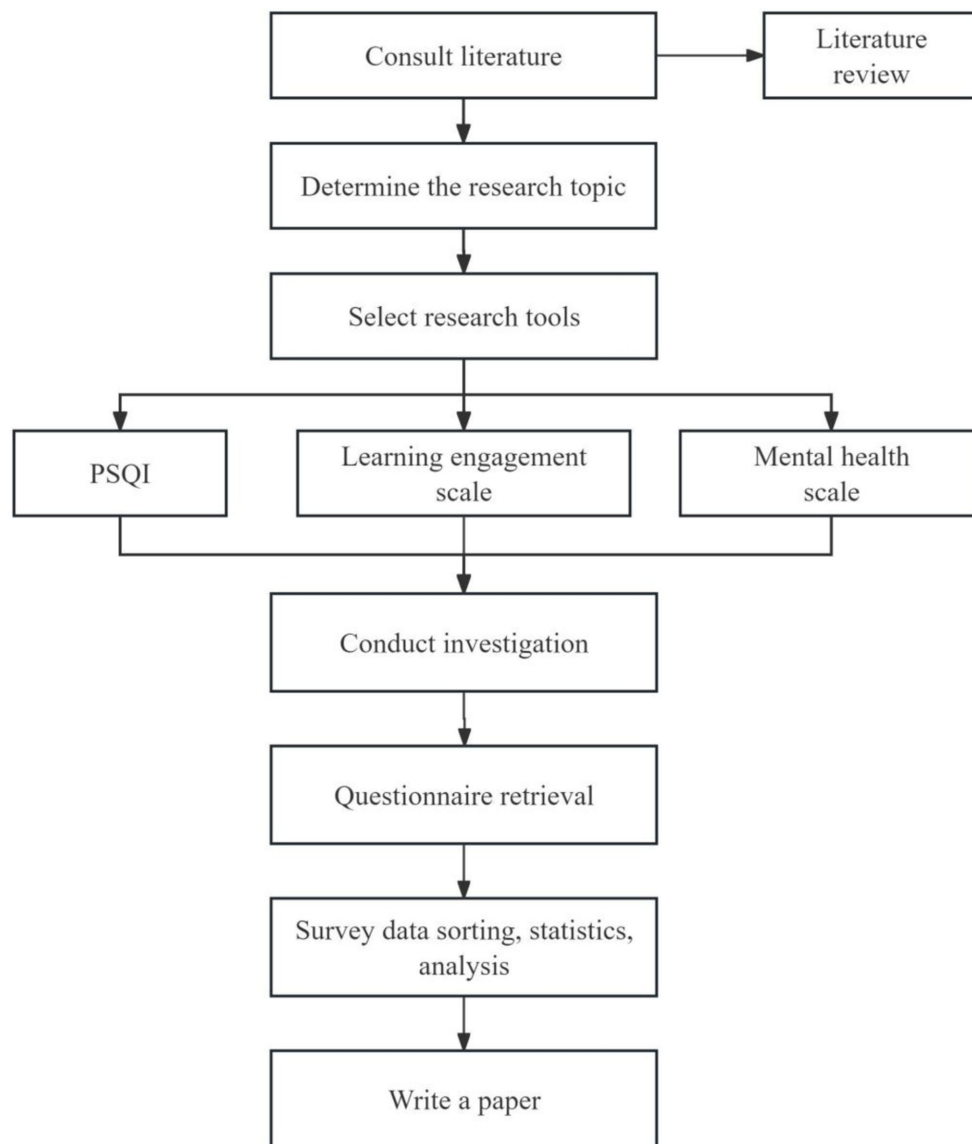 Consult literature
Literature
review
Determine the research topic
Select research tools
PSQI
Learning engagement
scale
Mental health
scale
Conduct investigation
Questionnaire retrieval
Survey data sorting, statistics,
analysis
Write a paper